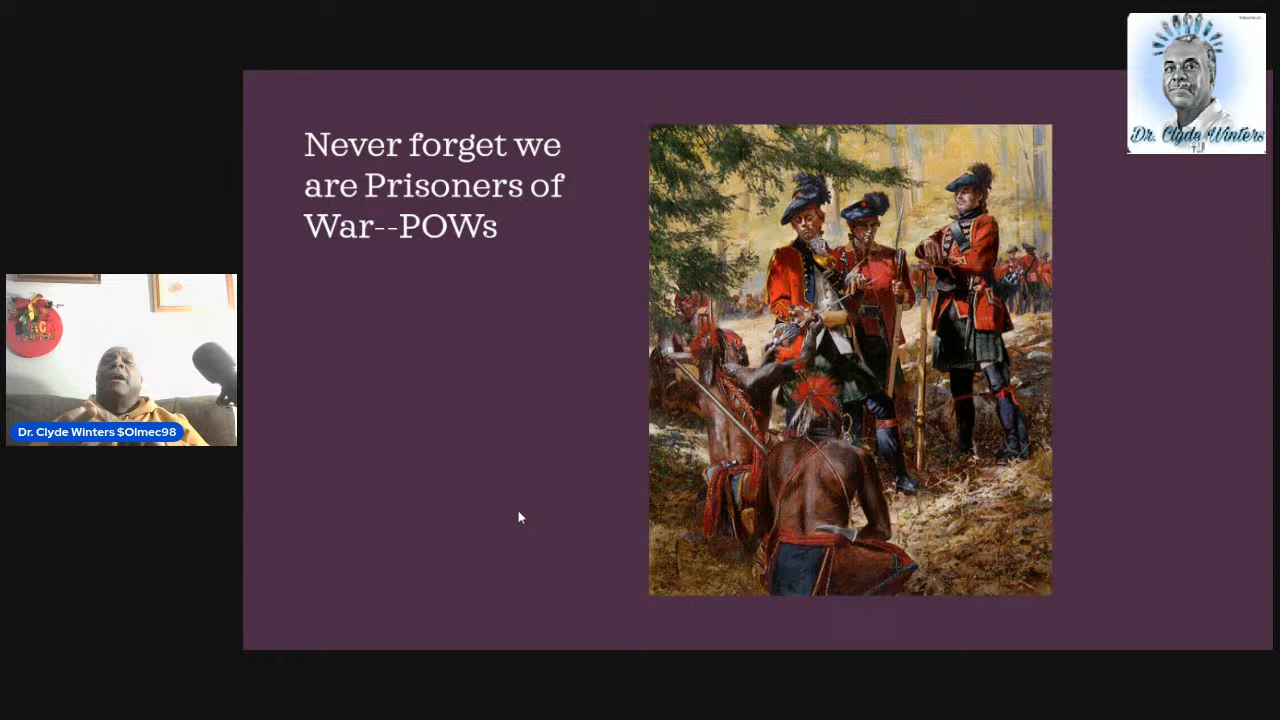 Never forget we
are Prisoners of
War--POWs
Dr. Clyde Winters
Dr. Clyde Winters $Olmec98